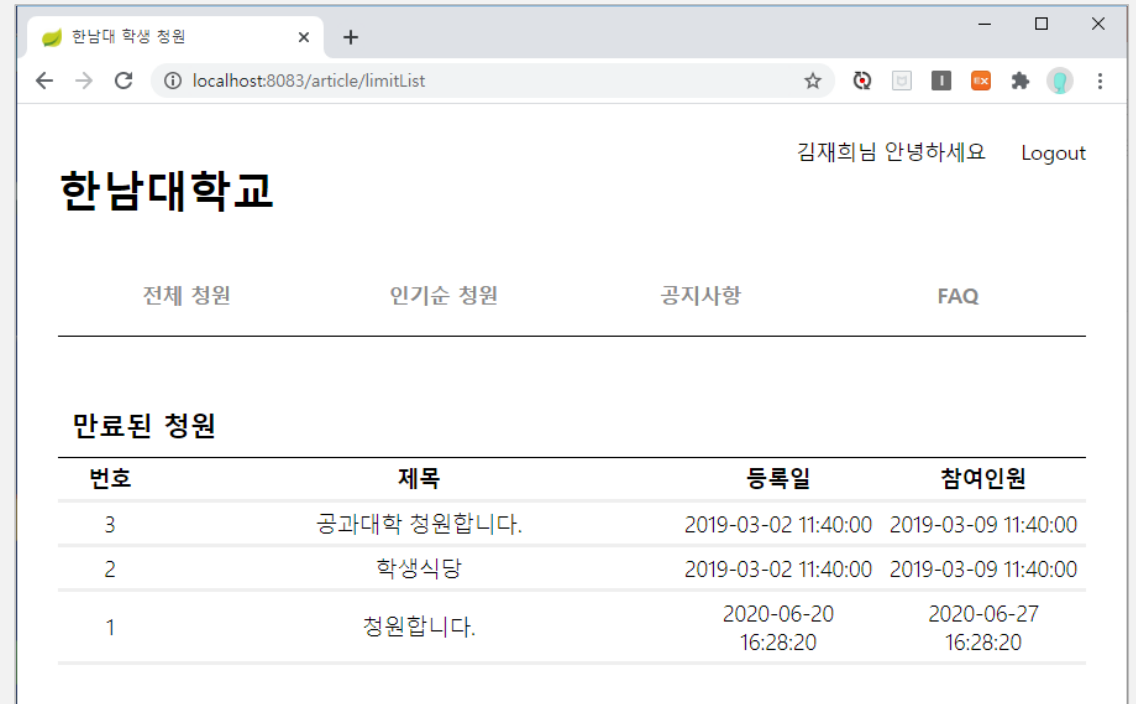 한남대 학생 청원
localhost:8083/article/limitList
김재희님 안녕하세요 Logout
한남대학교
전체 청원 인기순 청원 공지사항 FAQ
만료된 청원
번호 제목 등록일 참여인원
3 공과대학 청원합니다. 2019-03-02 11:40:00 2019-03-09 11:40:00
2 학생식당 2019-03-02 11:40:00 2019-03-09 11:40:00
1 청원합니다. 2020-06-20 16:28:20 2020-06-27 16:28:20